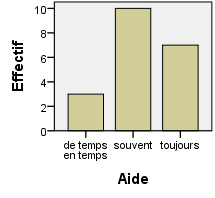 Effectif
10
8
6
4
2
0
de temps
en temps
souvent
toujours
Aide